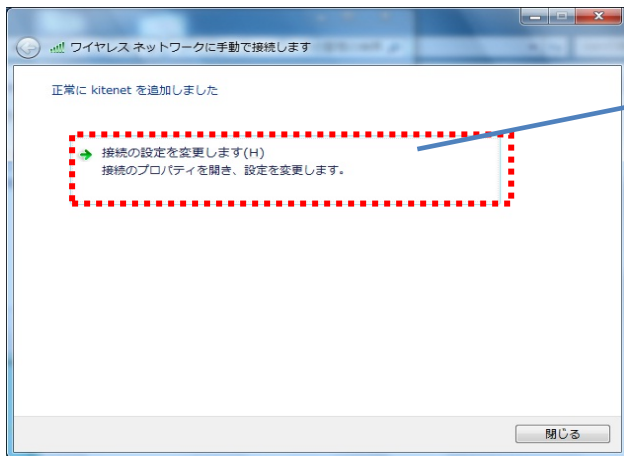 ワイヤレス ネットワークに手動で接続します
正常に kitenet を追加しました
接続の設定を変更します(H)
接続のプロパティを開き、設定を変更します。
閉じる